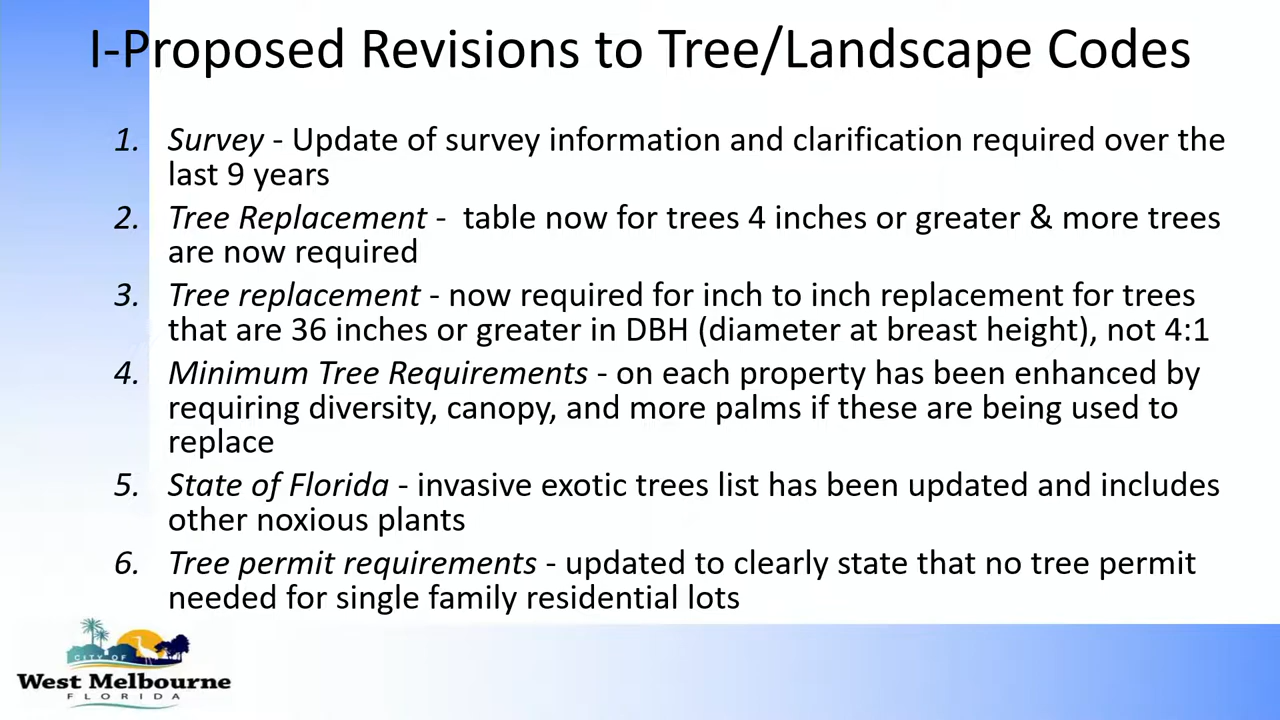 I-Proposed Revisions to Tree/Landscape Codes
1. Survey - Update of survey information and clarification required over the
last 9 years
2. Tree Replacement - table now for trees 4 inches or greater & more trees
are now required
3. Tree replacement - now required for inch to inch replacement for trees
that are 36 inches or greater in DBH (diameter at breast height), not 4:1
4. Minimum Tree Requirements - on each property has been enhanced by
requiring diversity, canopy, and more palms if these are being used to
replace
5. State of Florida - invasive exotic trees list has been updated and includes
other noxious plants
6. Tree permit requirements - updated to clearly state that no tree permit
needed for single family residential lots
CITY OF
West Melbourne
FLORIDA